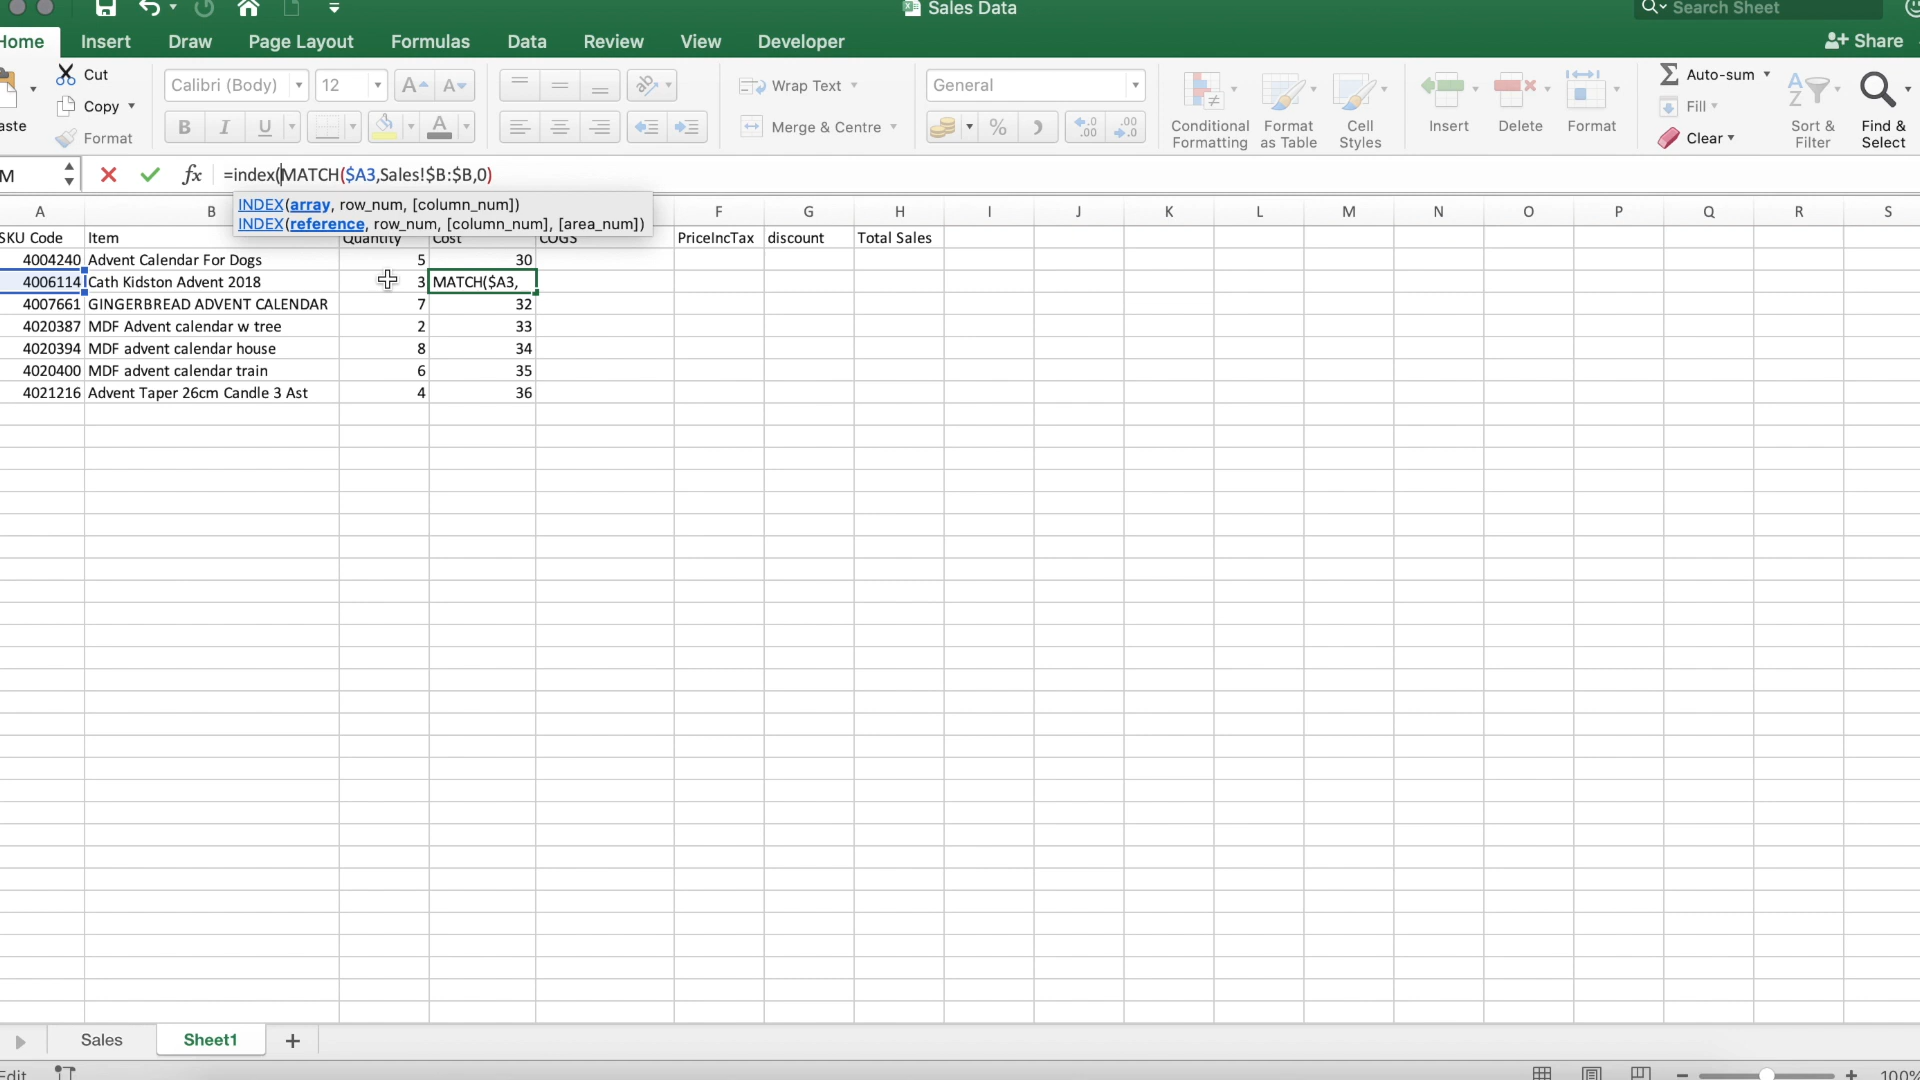 Sales Data
Search Sheet
Home Insert Draw Page Layout Formulas Data Review View Developer Share
Cut
Copy
Format
Calibri (Body) 12 A A
B I U A
Wrap Text
Merge & Centre
General
%
.0 .00
.00 .0
Conditional Formatting
Format as Table
Cell Styles
Insert
Delete
Format
Auto-sum
Fill
Clear
Sort & Filter
Find & Select
M fx =index(MATCH($A3,Sales!$B:$B,0)
INDEX(array, row_num, [column_num])
INDEX(reference, row_num, [column_num], [area_num])
A B F G H I J K L M N O P Q R S
SKU Code Item Quantity Cost COGS PriceIncTax discount Total Sales
4004240 Advent Calendar For Dogs 5 30
4006114 Cath Kidston Advent 2018 3 MATCH($A3,
4007661 GINGERBREAD ADVENT CALENDAR 7 32
4020387 MDF Advent calendar w tree 2 33
4020394 MDF advent calendar house 8 34
4020400 MDF advent calendar train 6 35
4021216 Advent Taper 26cm Candle 3 Ast 4 36
Sales Sheet1 +
Edit 100%